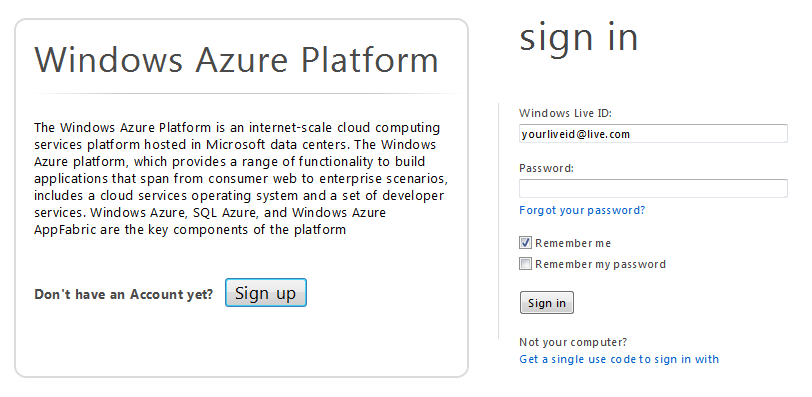 Windows Azure Platform
The Windows Azure Platform is an internet-scale cloud computing
services platform hosted in Microsoft data centers. The Windows
Azure platform, which provides a range of functionality to build
applications that span from consumer web to enterprise scenarios,
includes a cloud services operating system and a set of developer
services. Windows Azure, SQL Azure, and Windows Azure
AppFabric are the key components of the platform
Don't have an Account yet? Sign up
sign in
Windows Live ID:
yourliveid@live.com
Password:
Forgot your password?
Remember me
Remember my password
Sign in
Not your computer?
Get a single use code to sign in with